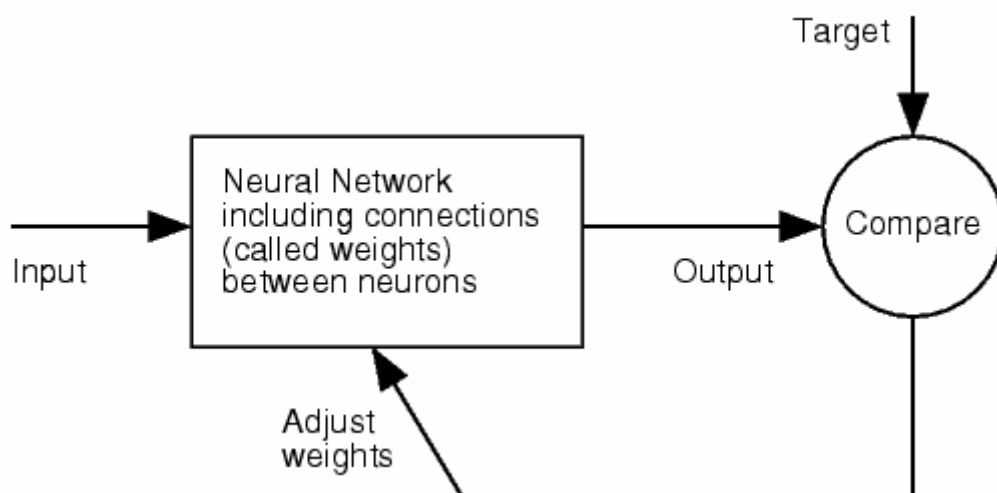 Target
Neural Network
including connections
(called weights)
between neurons
Compare
Input
Output
Adjust
weights